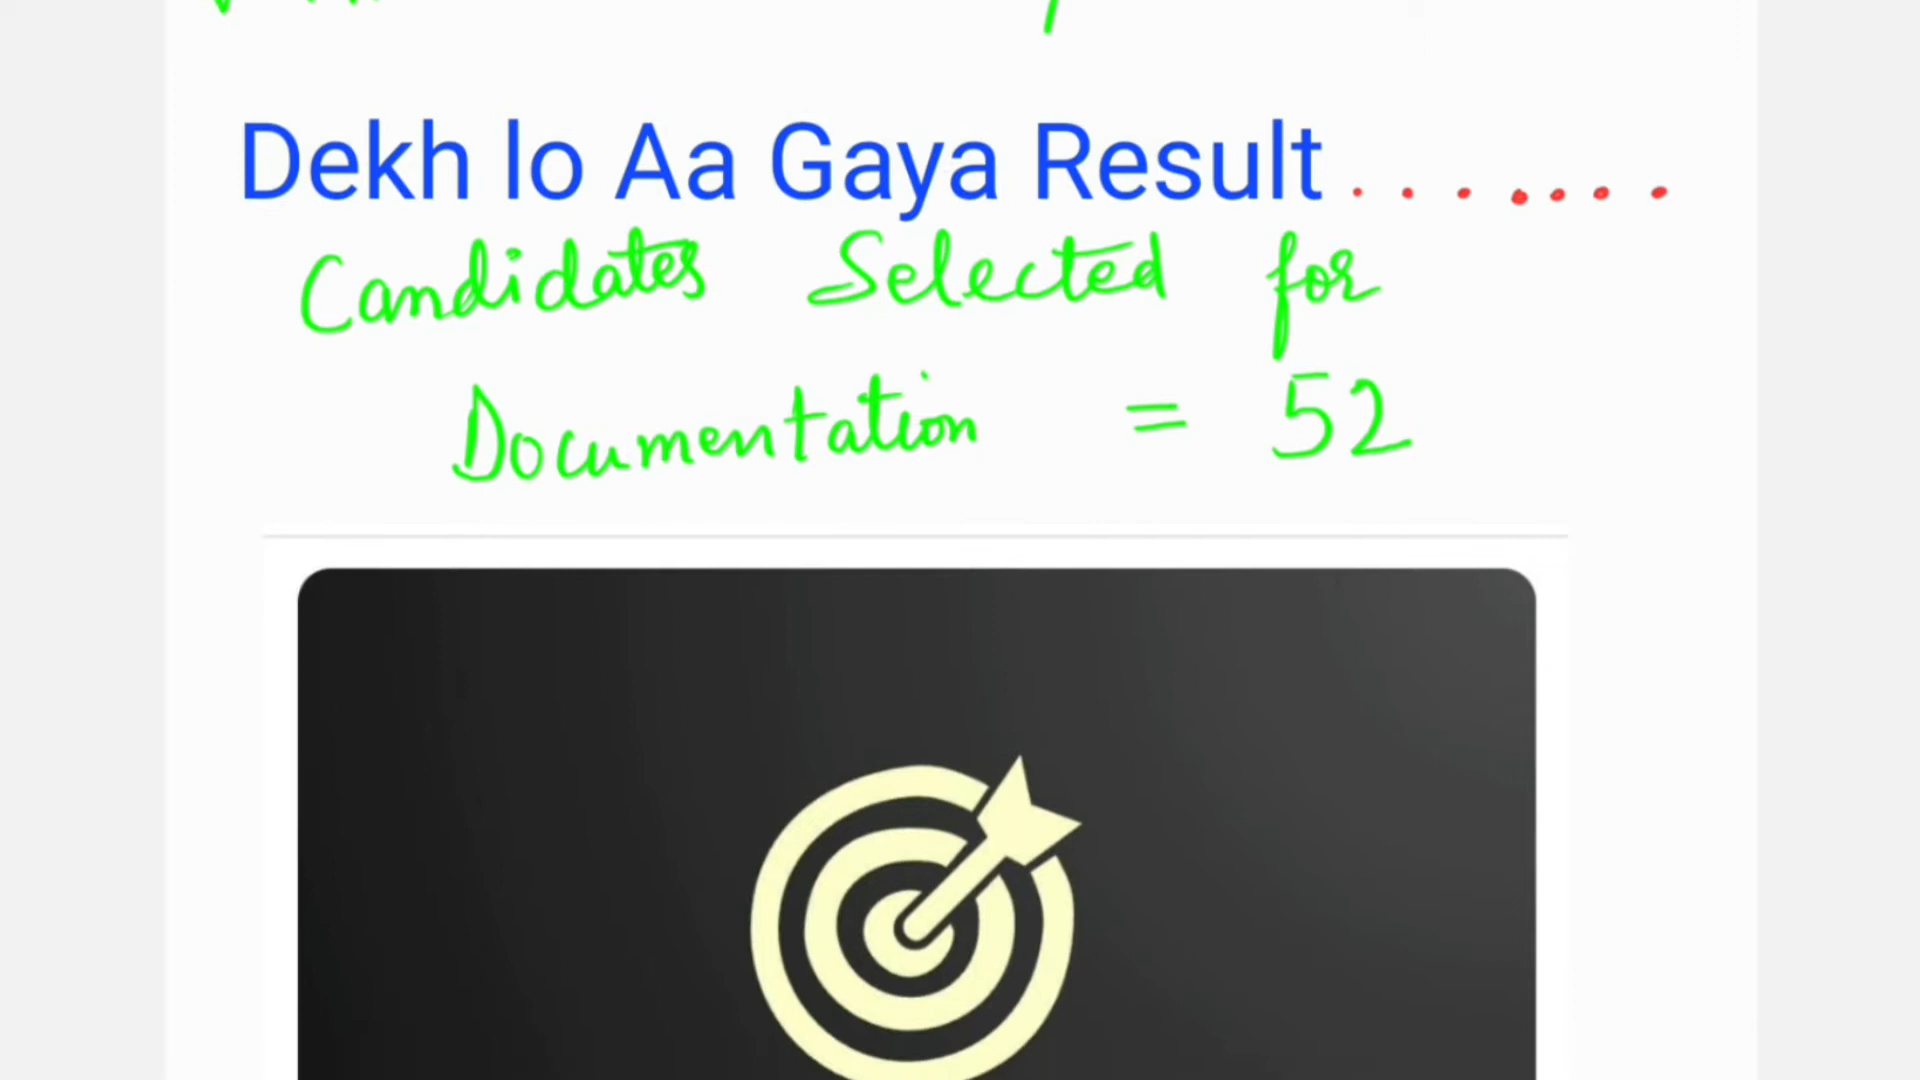 Dekh lo Aa Gaya Result.......
Candidates Selected for
Documentation = 52